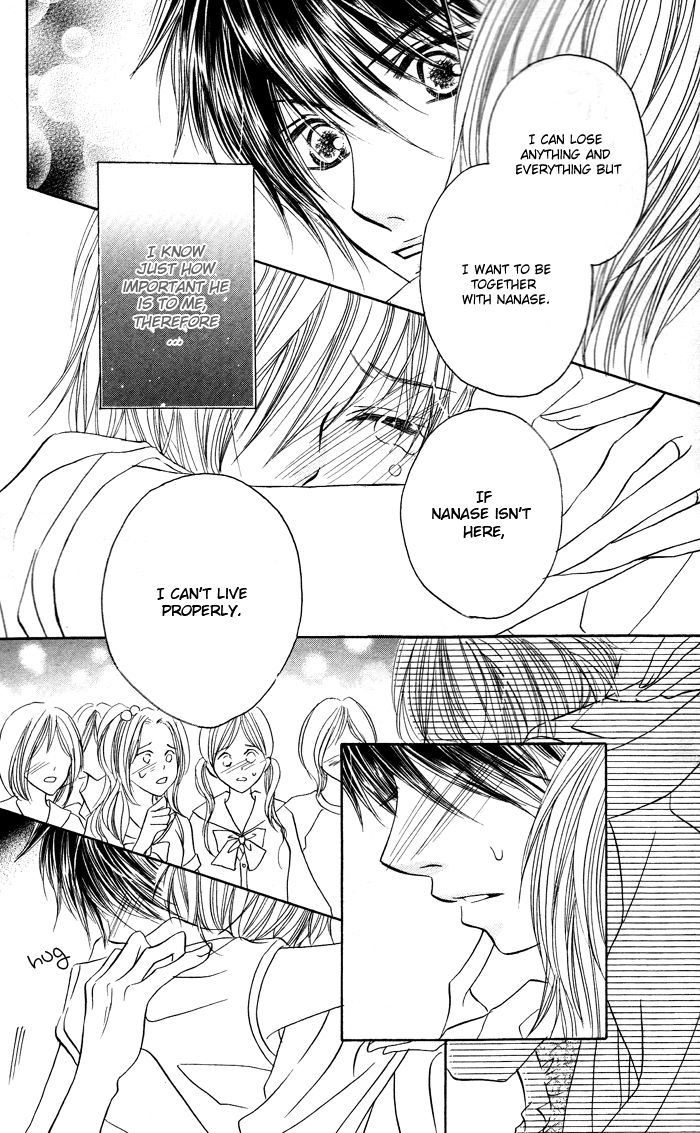 I CAN LOSE
ANYTHING AND
EVERYTHING BUT
I WANT TO BE
TOGETHER
WITH NANASE.
I KNOW
JUST HOW
IMPORTANT HE
IS TO ME,
THEREFORE
...
IF
NANASE ISN'T
HERE,
I CAN'T LIVE
PROPERLY.
hug